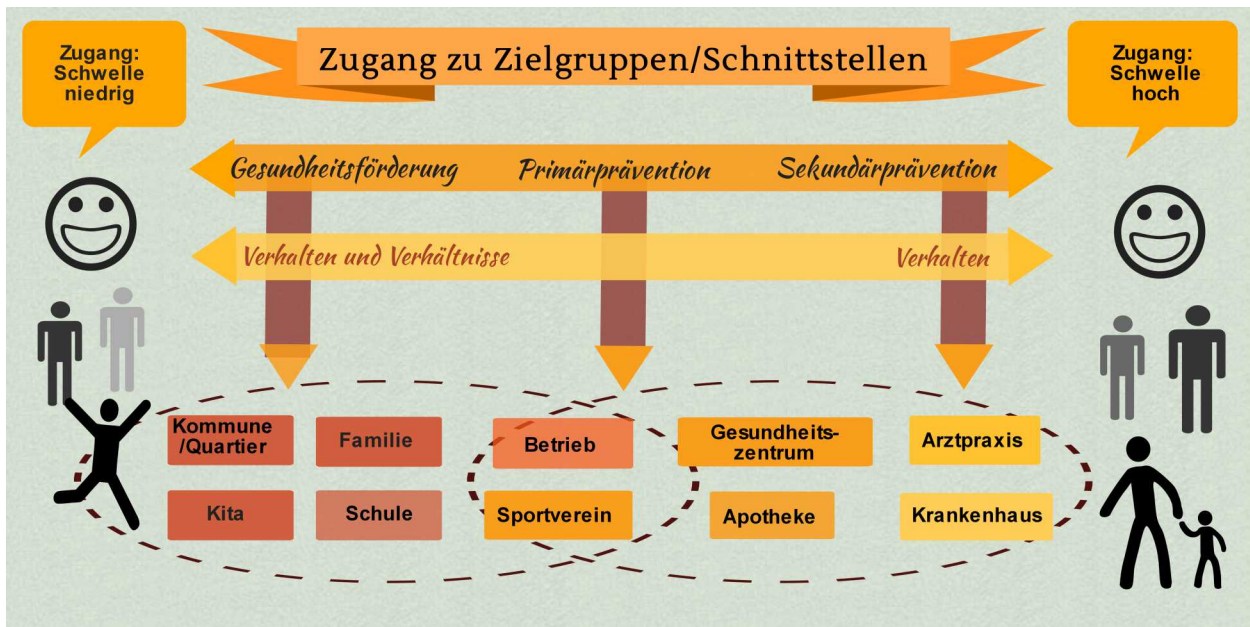 Zugang:
Schwelle
niedrig
Zugang zu Zielgruppen/Schnittstellen
Zugang:
Schwelle
hoch
Gesundheitsförderung Primärprävention Sekundärprävention
Verhalten und Verhältnisse Verhalten
Kommune
/Quartier
Familie
Betrieb
Gesundheits-
zentrum
Arztpraxis
Kita
Schule
Sportverein
Apotheke
Krankenhaus